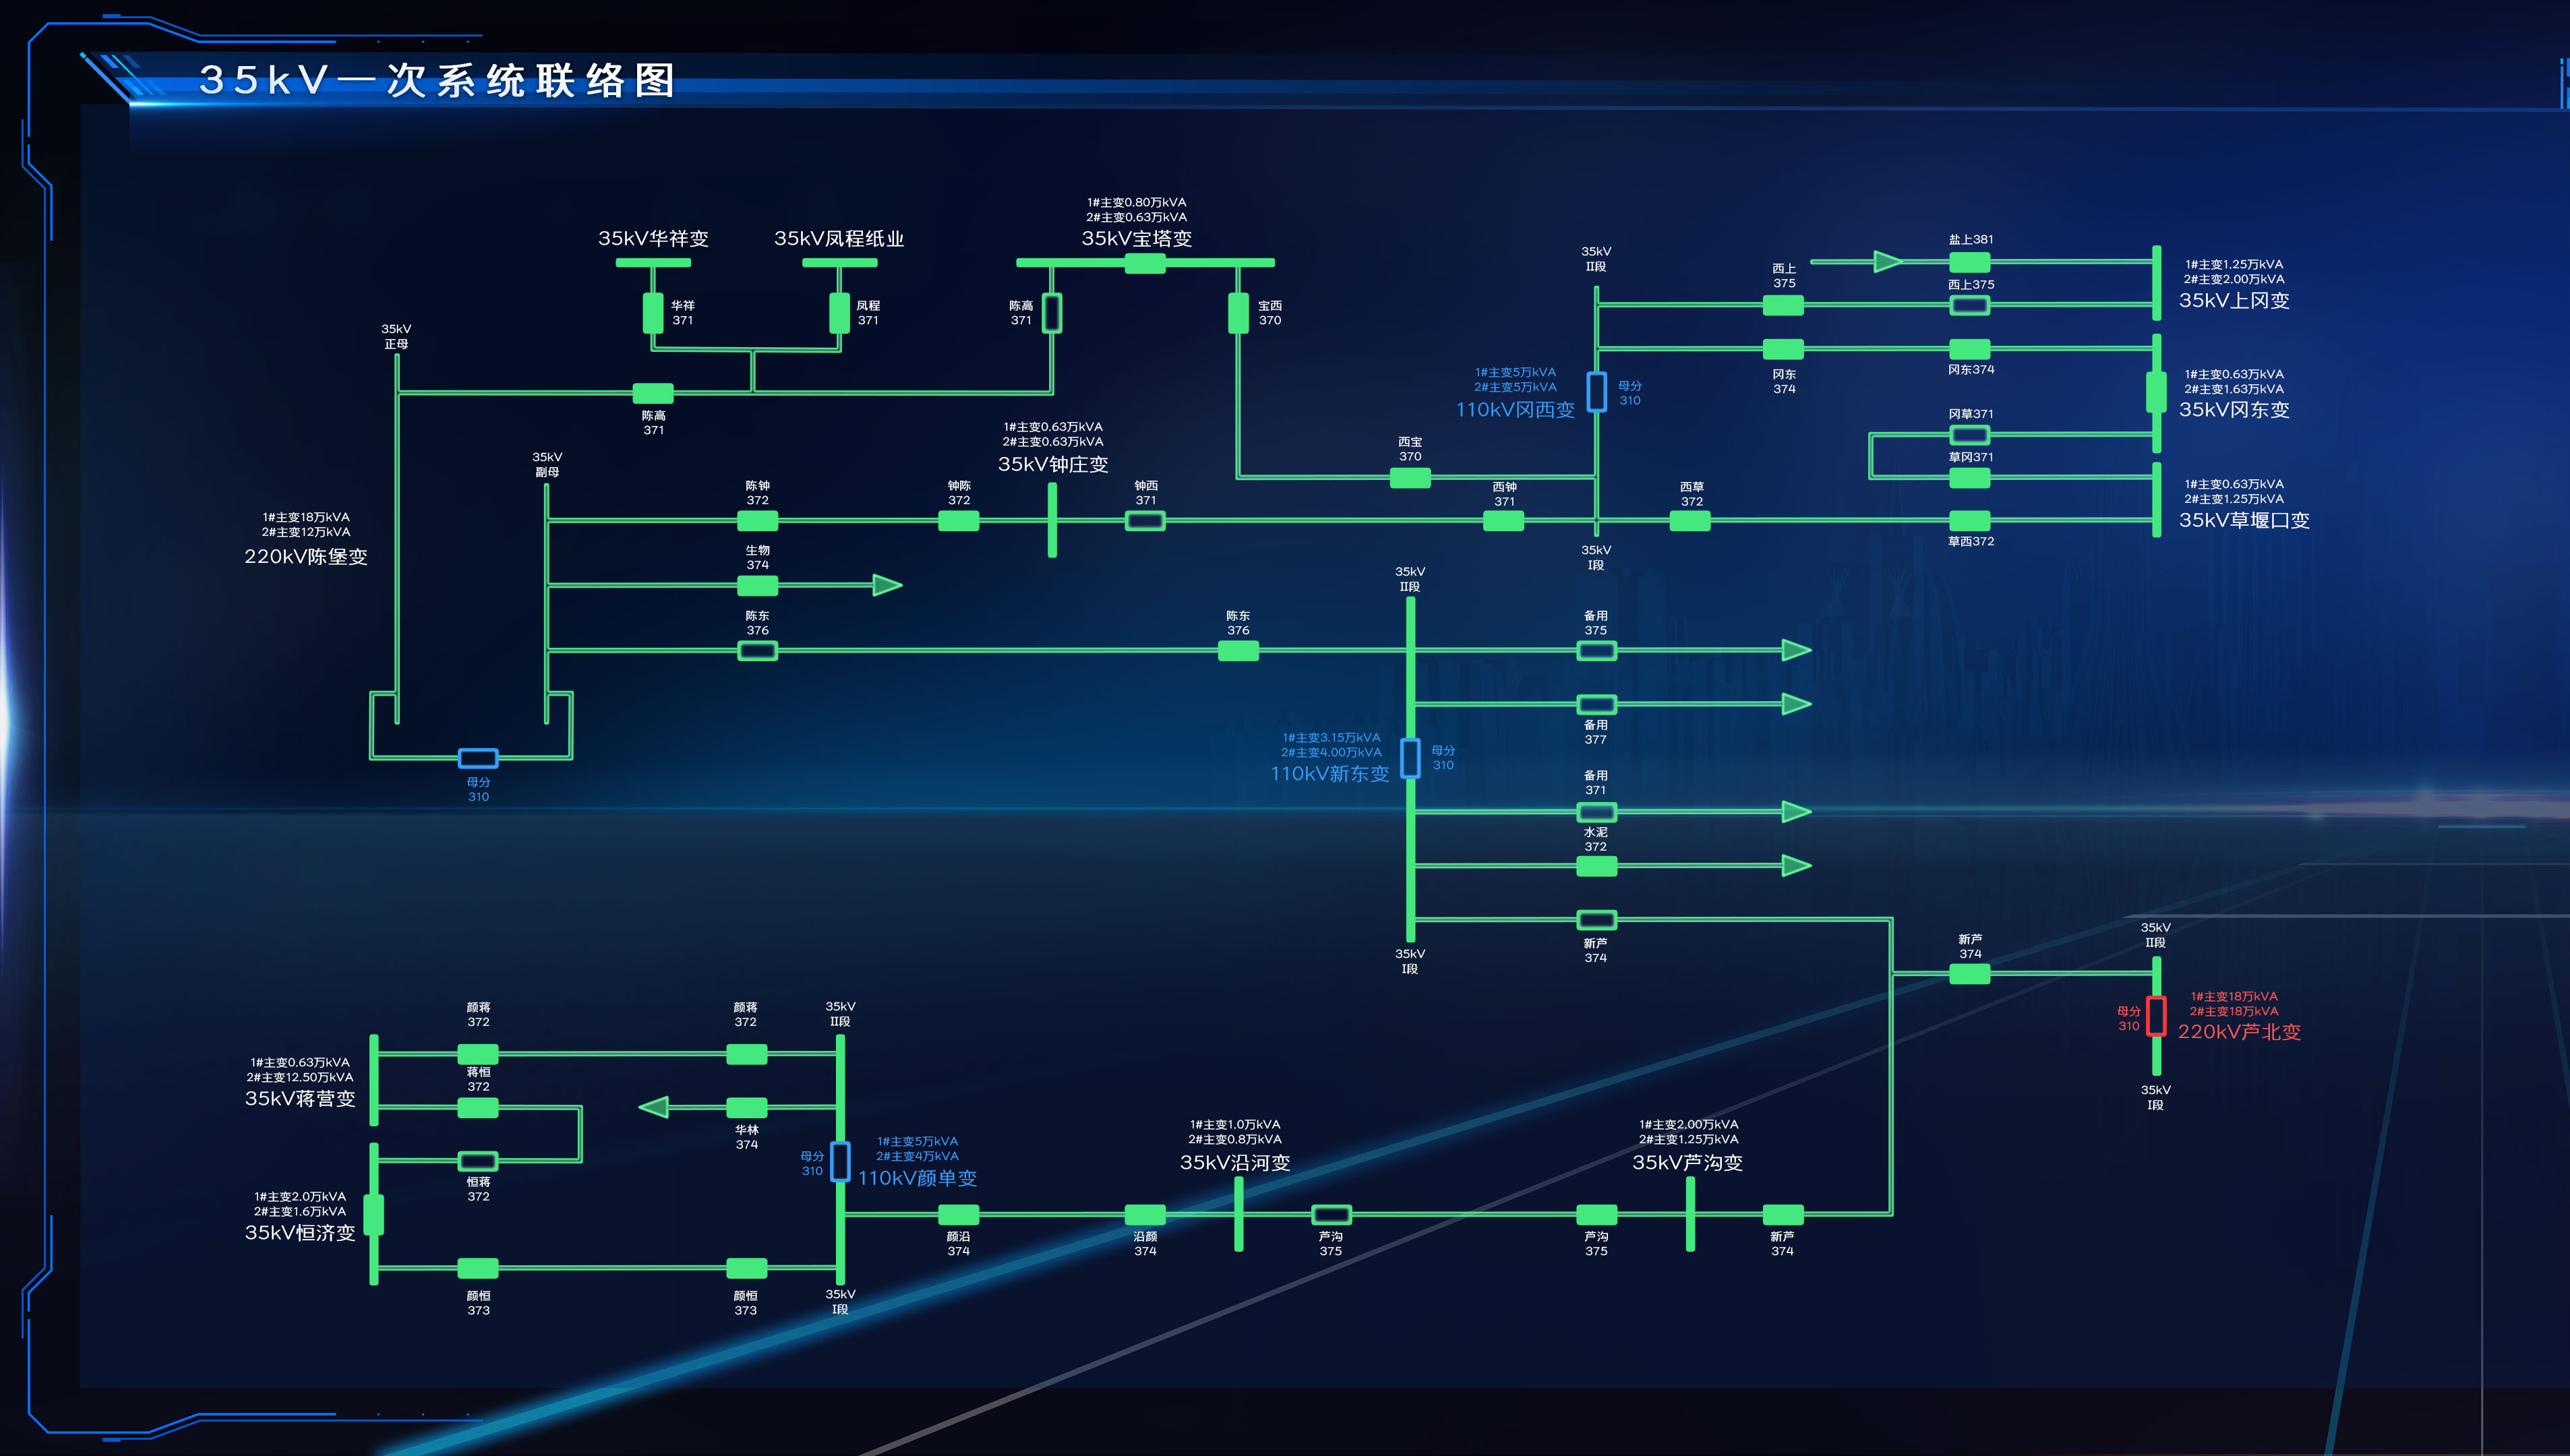 35kV一次系统联络图
1#主变0.80万kVA
2#主变0.63万kVA
35kV华祥变
35kV凤程纸业
35kV宝塔变
华祥
371
凤程
371
陈高
371
宝西
370
35kV
正母
陈高
371
35kV
副母
1#主变18万kVA
2#主变12万kVA
220kV陈堡变
母分
310
陈钟
372
钟陈
372
1#主变0.63万kVA
2#主变0.63万kVA
35kV钟庄变
钟西
371
生物
374
陈东
376
陈东
376
西宝
370
西钟
371
35kV
II段
1#主变5万kVA
2#主变5万kVA
110kV冈西变
母分
310
35kV
I段
西草
372
西上
375
冈东
374
盐上381
西上375
冈东374
冈草371
草冈371
草西372
1#主变1.25万kVA
2#主变2.00万kVA
35kV上冈变
1#主变0.63万kVA
2#主变1.63万kVA
35kV冈东变
1#主变0.63万kVA
2#主变1.25万kVA
35kV草堰口变
35kV
II段
1#主变3.15万kVA
2#主变4.00万kVA
110kV新东变
母分
310
35kV
I段
备用
375
备用
377
备用
371
水泥
372
新芦
374
新芦
374
35kV
II段
母分
310
1#主变18万kVA
2#主变18万kVA
220kV芦北变
35kV
I段
颜蒋
372
颜蒋
372
35kV
II段
1#主变0.63万kVA
2#主变12.50万kVA
35kV蒋营变
蒋恒
372
华林
374
恒蒋
372
1#主变2.0万kVA
2#主变1.6万kVA
35kV恒济变
颜恒
373
颜恒
373
母分
310
1#主变5万kVA
2#主变4万kVA
110kV颜单变
35kV
I段
颜沿
374
沿颜
374
1#主变1.0万kVA
2#主变0.8万kVA
35kV沿河变
芦沟
375
芦沟
375
1#主变2.00万kVA
2#主变1.25万kVA
35kV芦沟变
新芦
374